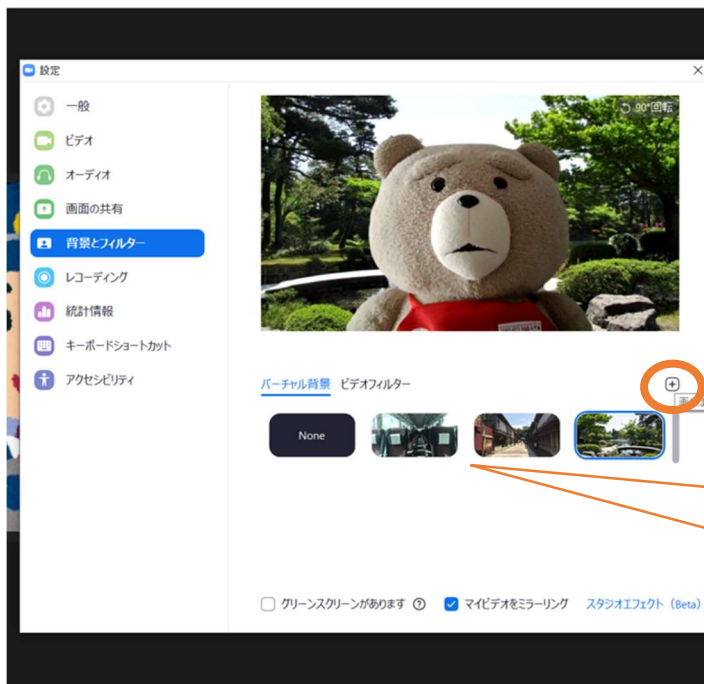 設定
一般
ビデオ
オーディオ
画面の共有
背景とフィルター
レコーディング
統計情報
キーボードショートカット
アクセシビリティ
90°回転
バーチャル背景 ビデオフィルター
None
グリーンスクリーンがあります
マイビデオをミラーリング
スタジオエフェクト (Beta)